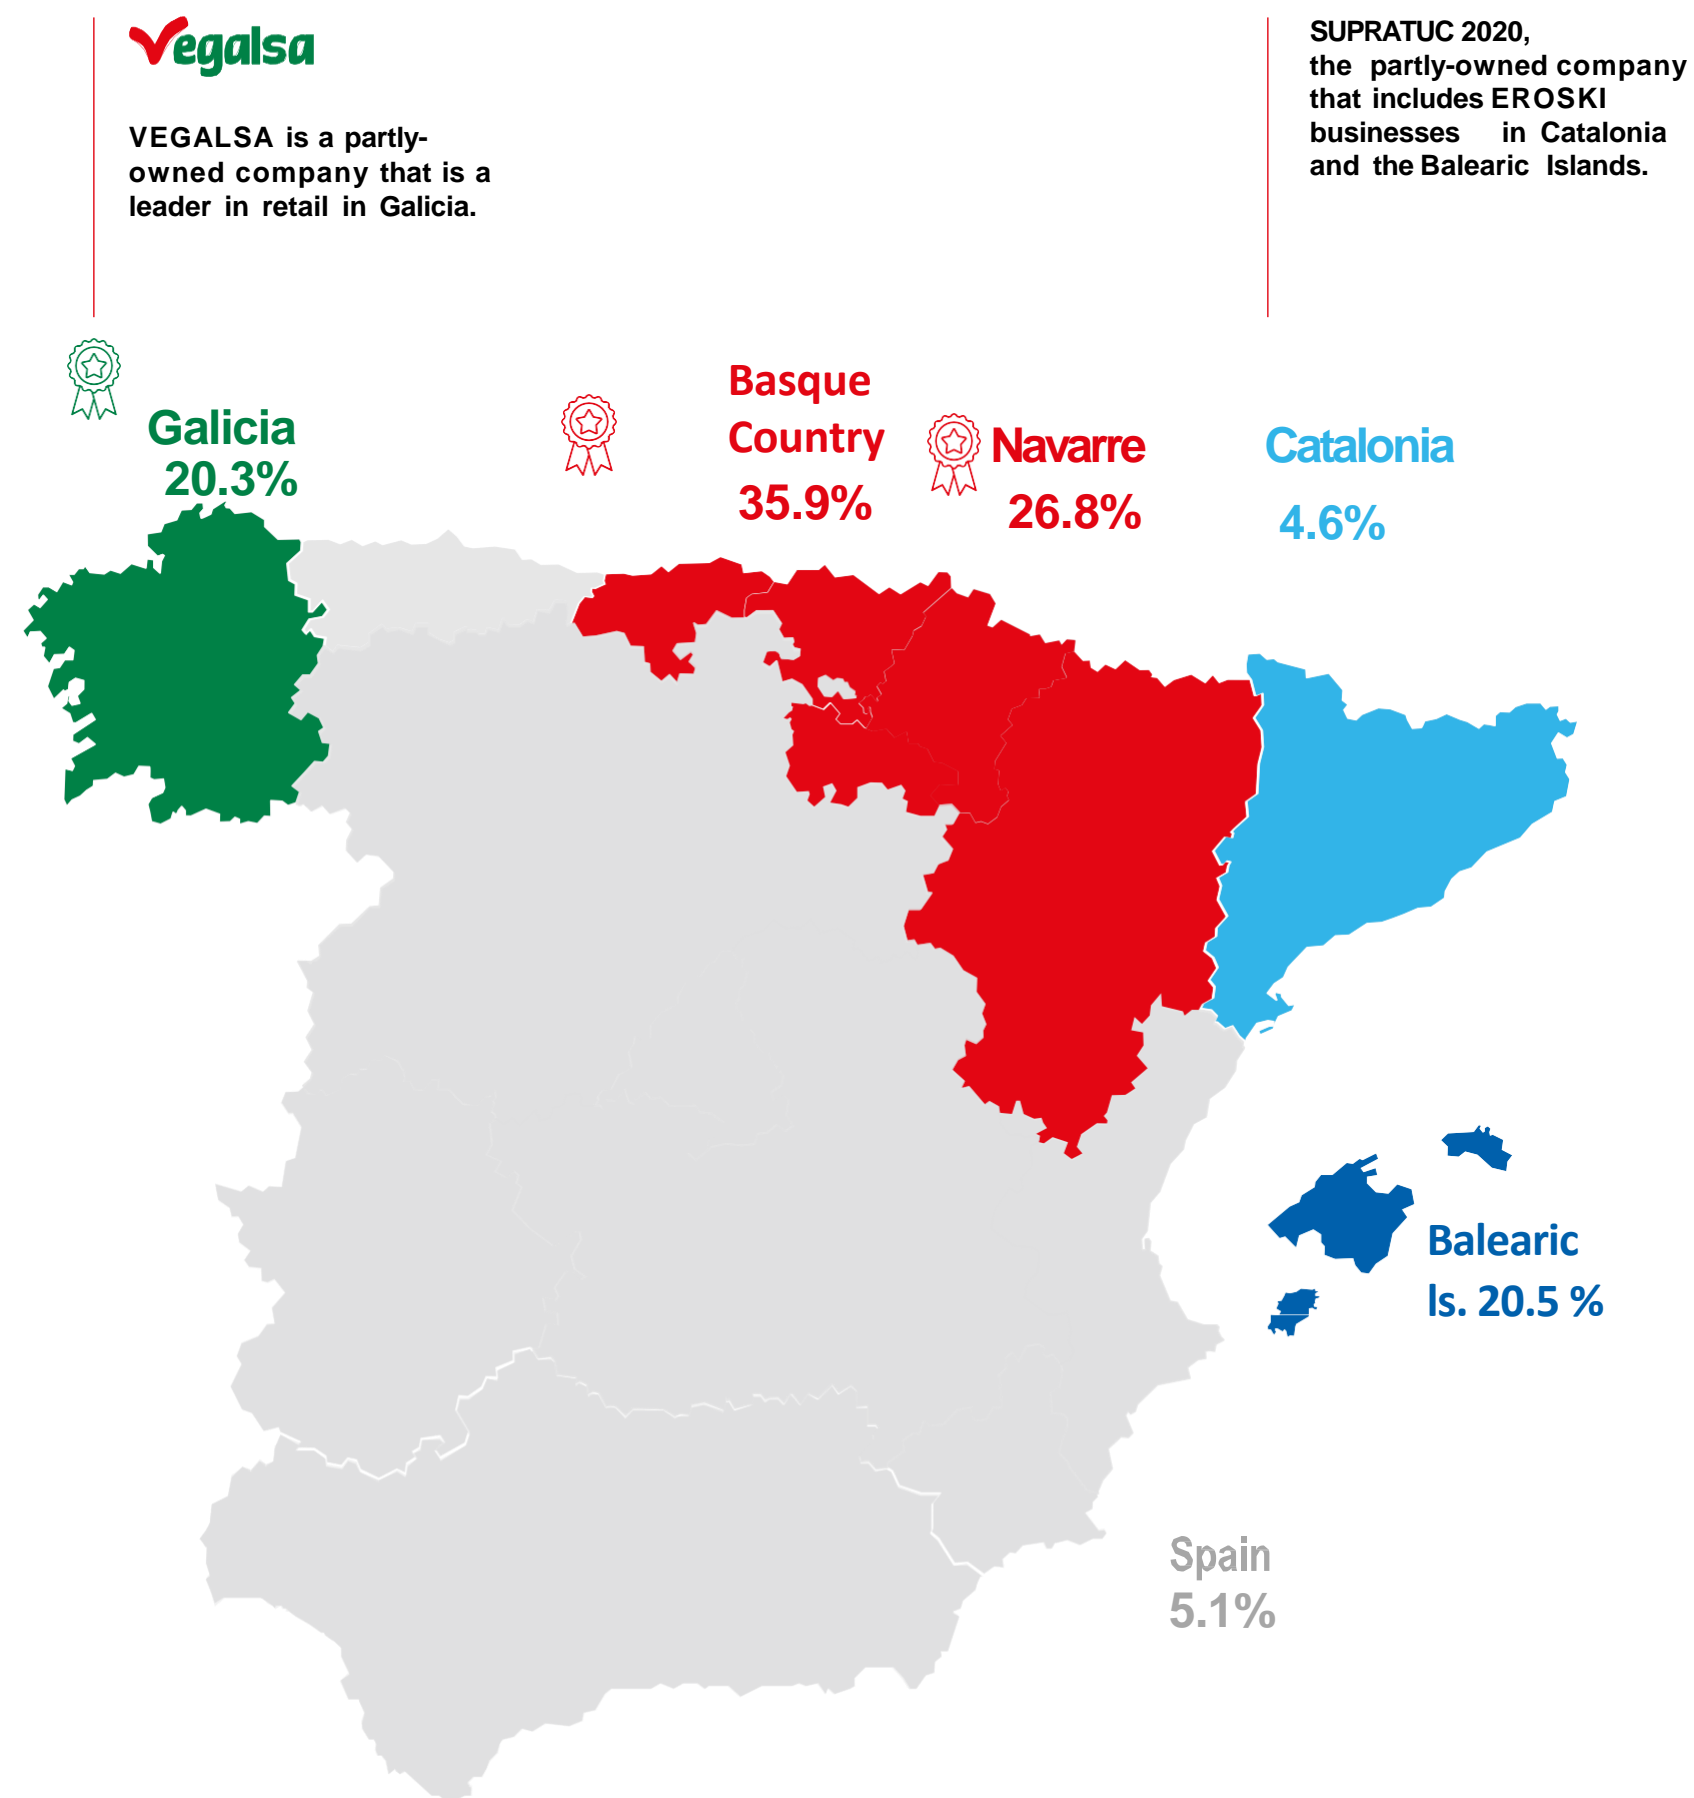 Vegalsa
VEGALSA is a partly-
owned company that is a
leader in retail in Galicia.
SUPRATUC 2020,
the partly-owned company
that includes EROSKI
businesses in Catalonia
and the Balearic Islands.
Galicia
20.3%
Basque
Country
35.9%
Navarre
26.8%
Catalonia
4.6%
Balearic
ls. 20.5 %
Spain
5.1%